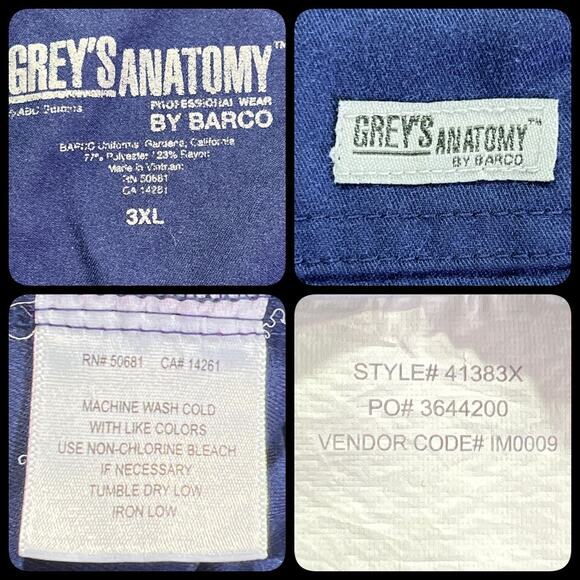 GREY'S ANATOMY™
PROFESSIONAL WEAR
© ABC Studios
BY BARCO
BARCO Uniforms Gardena, California
77% Polyester / 23% Rayon
Made in Vietnam
RN 50681
CA 14261
3XL
GREY'S ANATOMY™
BY BARCO
RN# 50681 CA# 14261
MACHINE WASH COLD
WITH LIKE COLORS
USE NON-CHLORINE BLEACH
IF NECESSARY
TUMBLE DRY LOW
IRON LOW
STYLE# 41383X
PO# 3644200
VENDOR CODE# IM0009